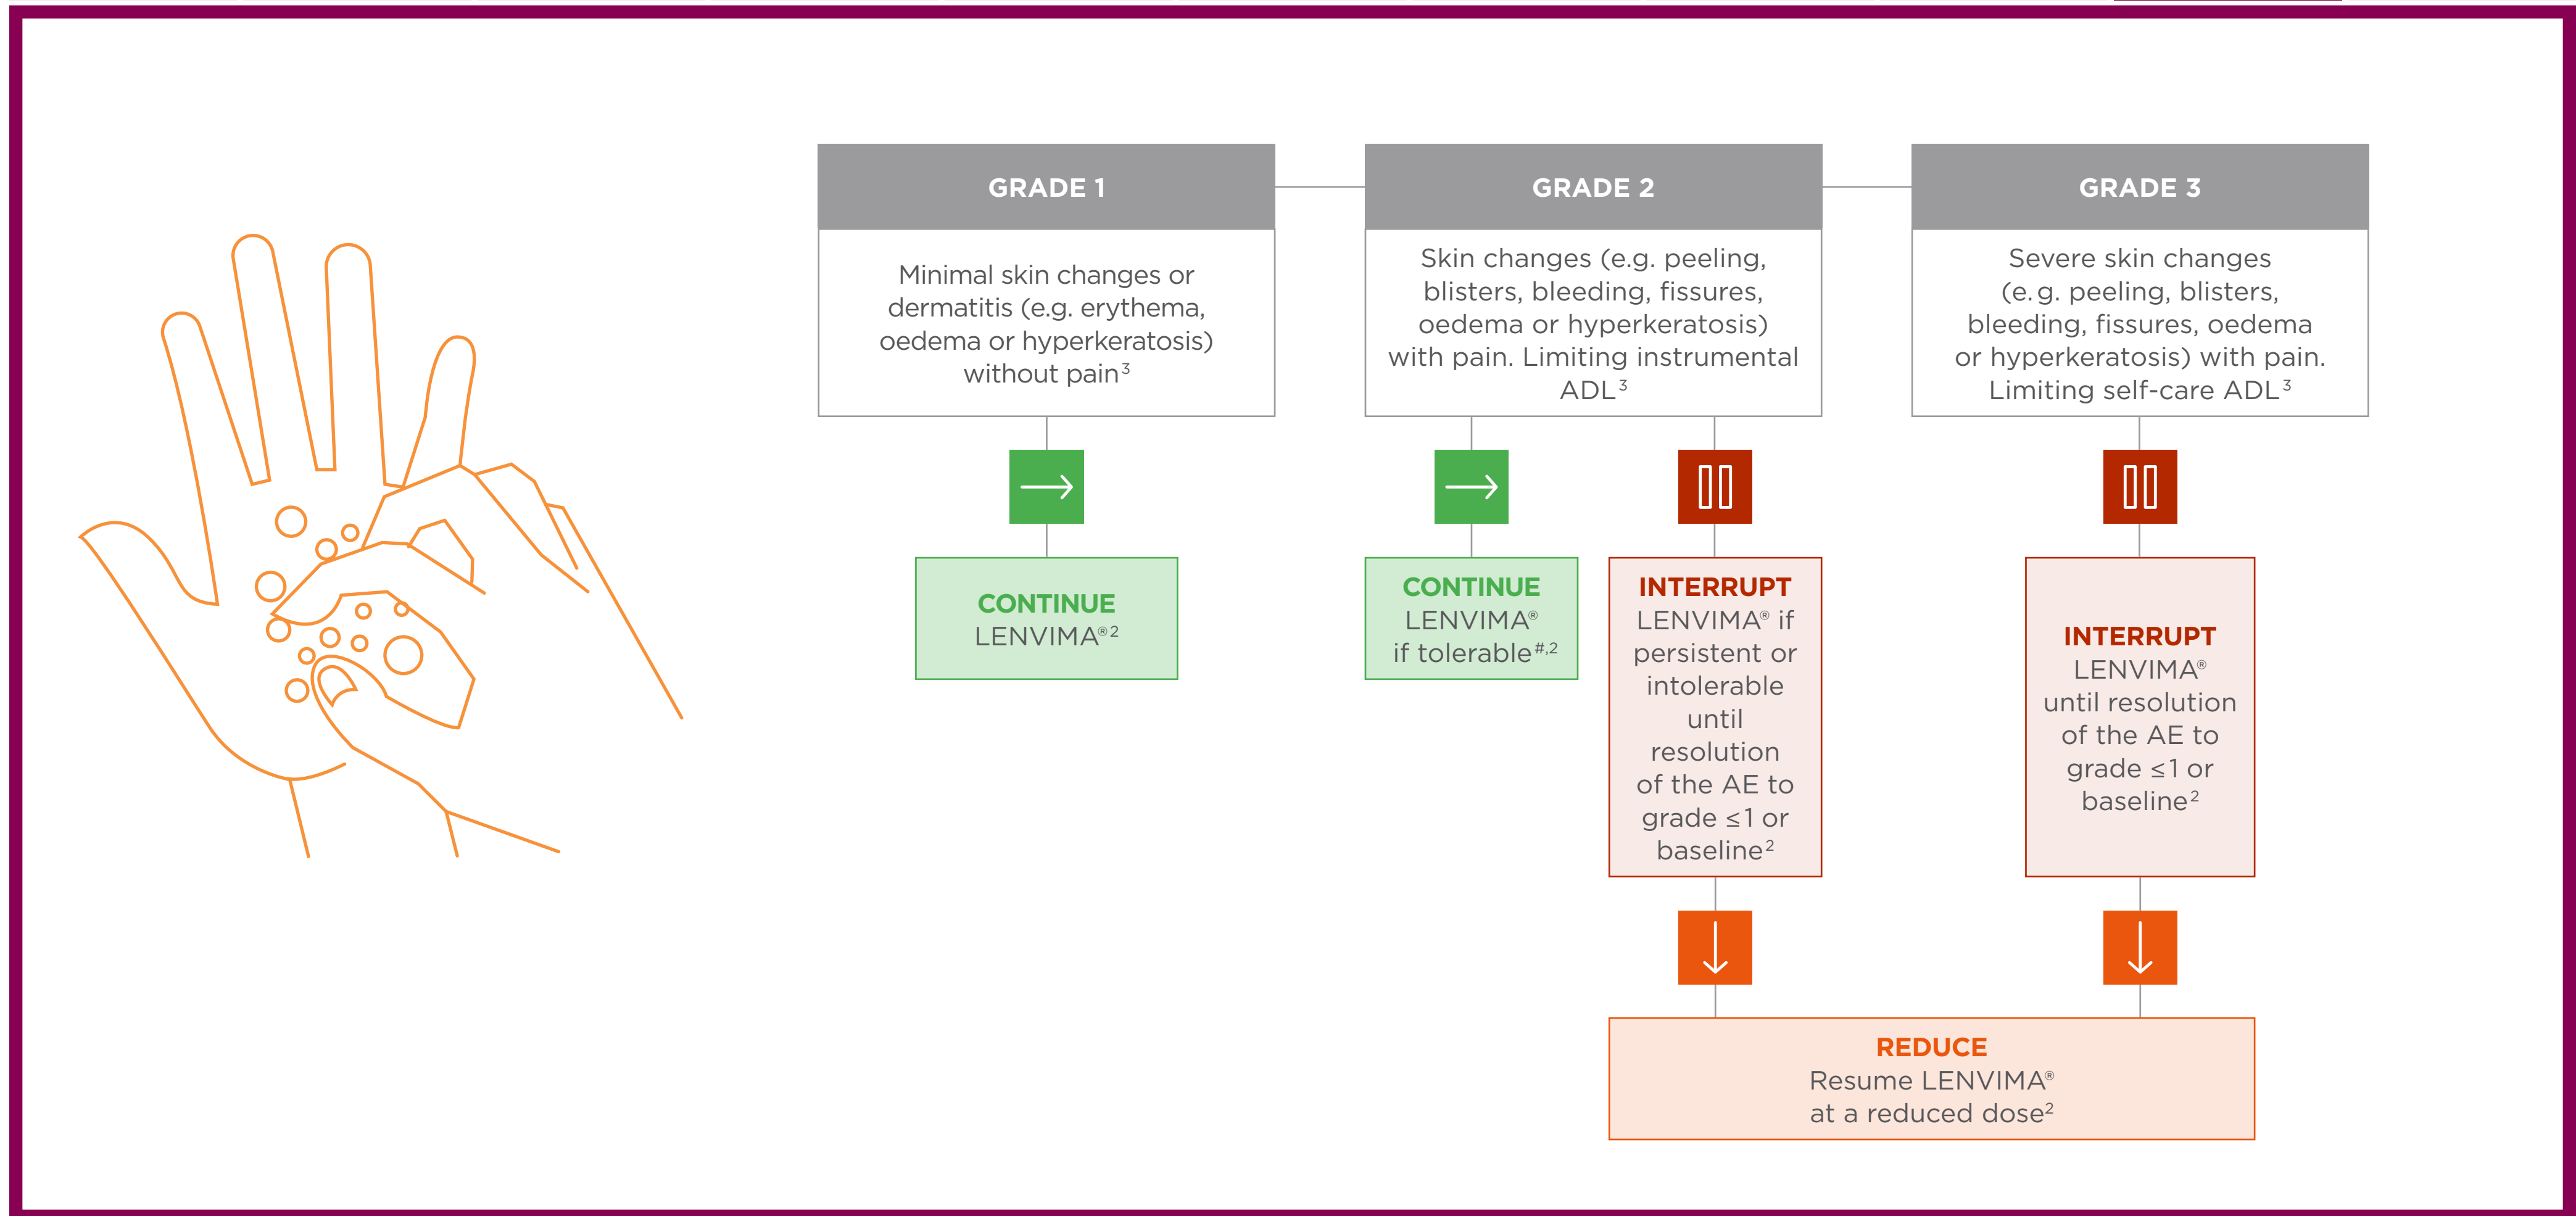 GRADE 1
Minimal skin changes or
dermatitis (e.g. erythema,
oedema or hyperkeratosis)
without pain³
CONTINUE
LENVIMA®²
GRADE 2
Skin changes (e.g. peeling,
blisters, bleeding, fissures,
oedema or hyperkeratosis)
with pain. Limiting instrumental
ADL³
CONTINUE
LENVIMA®
if tolerable#,2
INTERRUPT
LENVIMA® if
persistent or
intolerable
until
resolution
of the AE to
grade ≤1 or
baseline²
GRADE 3
Severe skin changes
(e. g. peeling, blisters,
bleeding, fissures, oedema
or hyperkeratosis) with pain.
Limiting self-care ADL³
INTERRUPT
LENVIMA®
until resolution
of the AE to
grade ≤1 or
baseline²
REDUCE
Resume LENVIMA®
at a reduced dose²